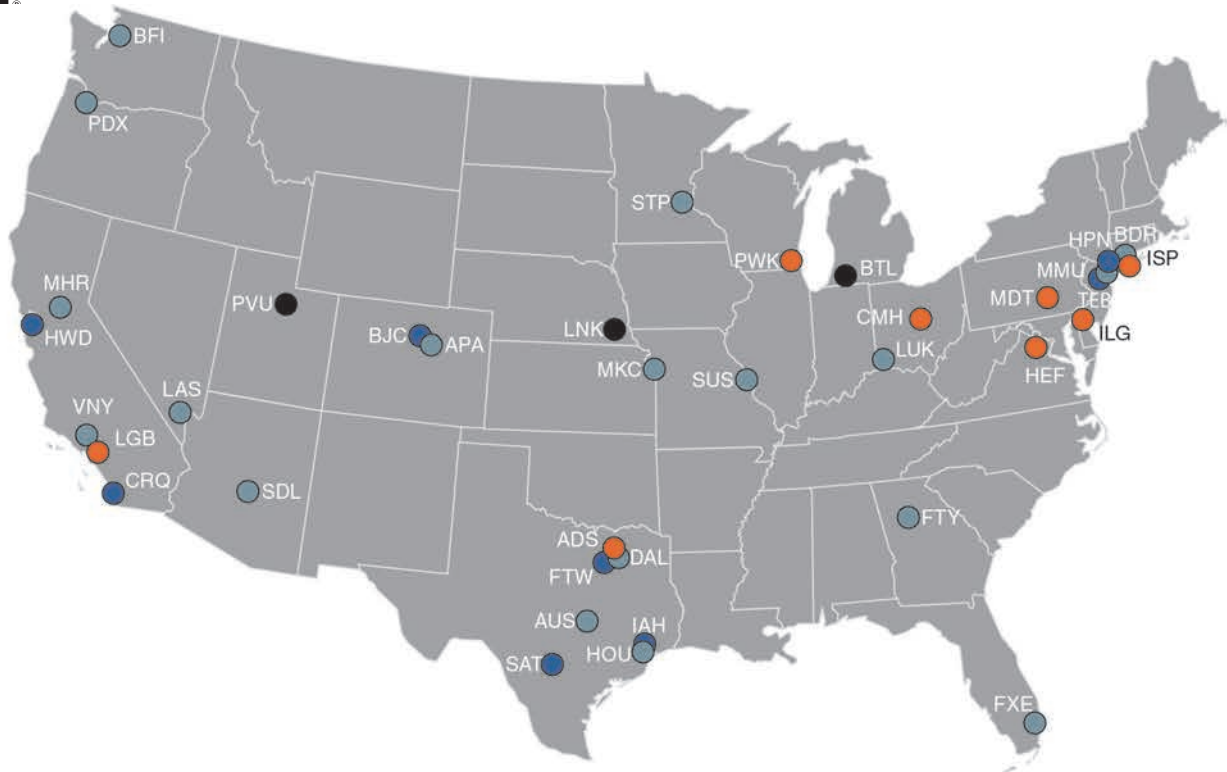 ®
BFI
PDX
STP
HPN BDR
PWK
BTL
ISP
MMU
MHR
PVU
MDT
TEB
LNK
CMH
HWD
BJC
APA
ILG
LUK
MKC
SUS
HEF
LAS
VNY
LGB
CRQ
SDL
FTY
ADS
DAL
FTW
AUS
IAH
HOU
SAT
FXE